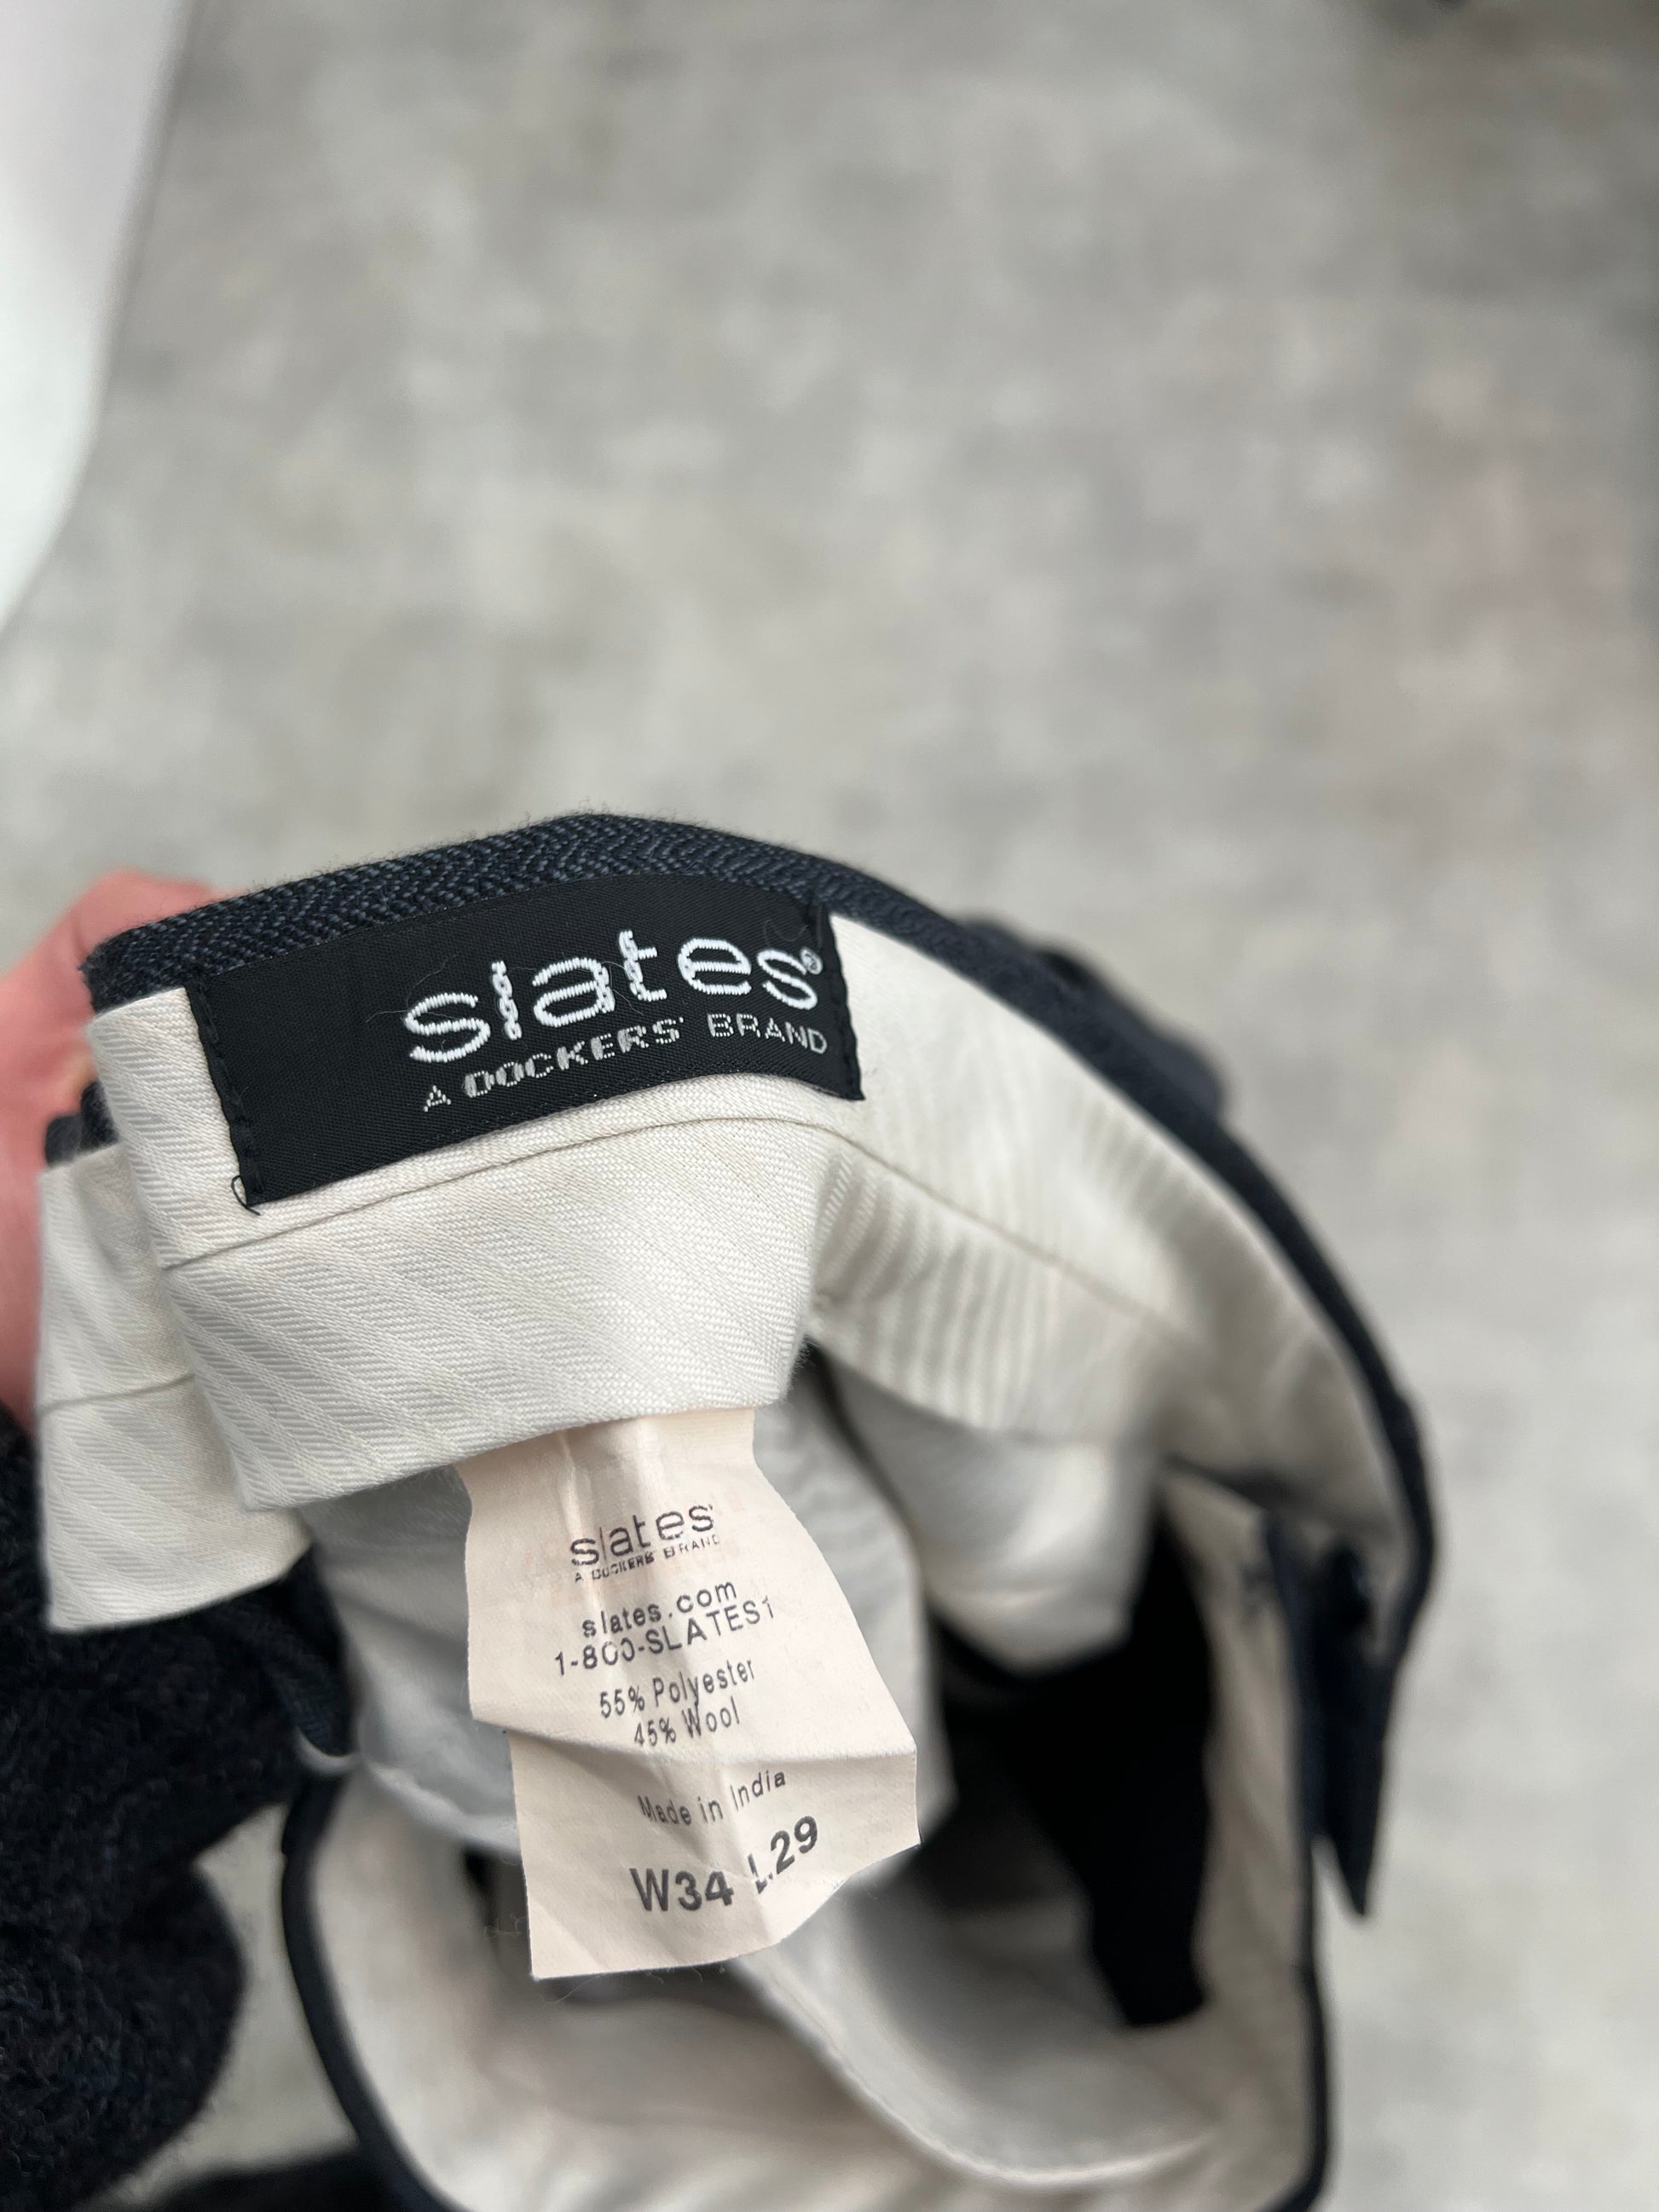 slates®
A DOCKERS® BRAND
slates®
A DOCKERS® BRAND
slates.com
1-800-SLATES1
55% Polyester
45% Wool
Made in India
W34 L29